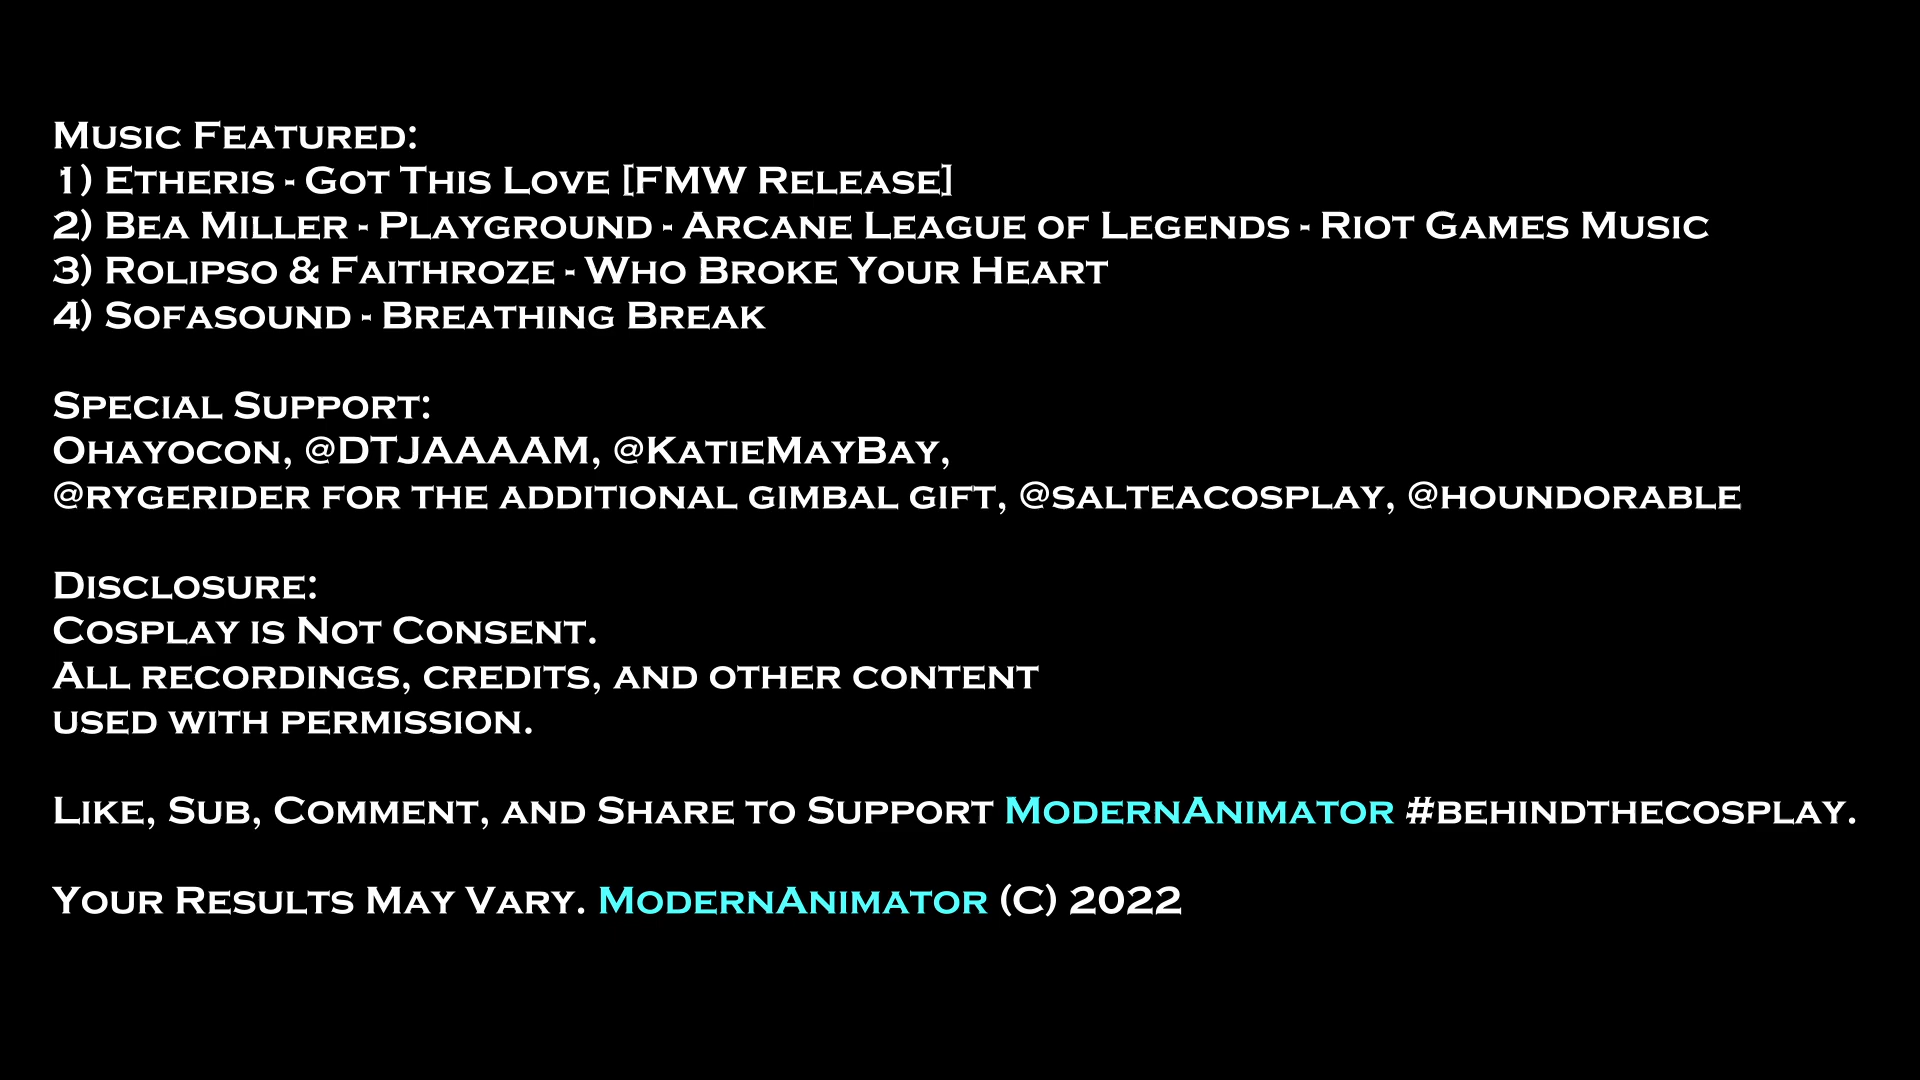 Music Featured:
1) Etheris - Got This Love [FMW Release]
2) Bea Miller - Playground - Arcane League of Legends - Riot Games Music
3) Rolipso & Faithroze - Who Broke Your Heart
4) Sofasound - Breathing Break
Special Support:
Ohayocon, @DTJAAAAM, @KatieMayBay,
@rygerider for the additional gimbal gift, @salteacosplay, @houndorable
Disclosure:
Cosplay is Not Consent.
All recordings, credits, and other content
used with permission.
Like, Sub, Comment, and Share to Support ModernAnimator #behindthecosplay.
Your Results May Vary. ModernAnimator (C) 2022